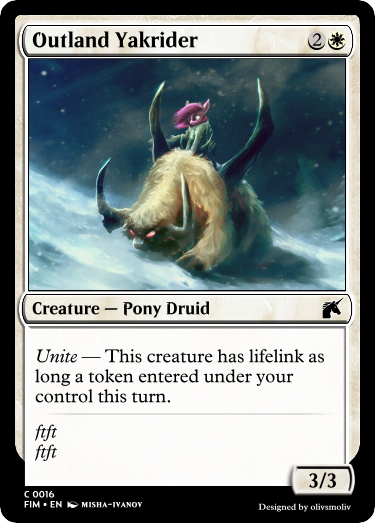 Outland Yakrider 2
Creature — Pony Druid
Unite — This creature has lifelink as
long a token entered under your
control this turn.
ftft
ftft
3/3
C 0016
FIM • EN MISHA-IVANOV
Designed by olivsmoliv